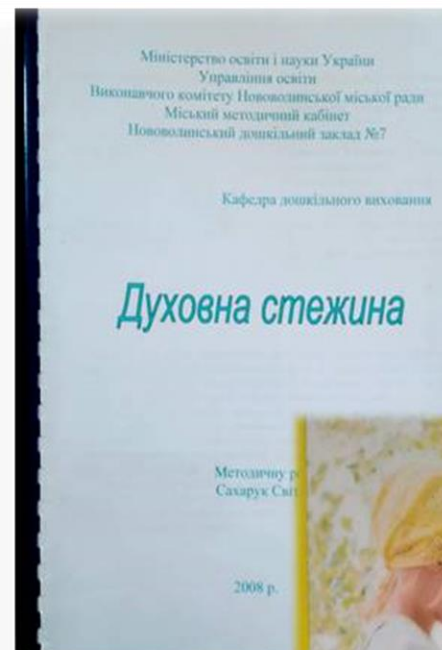 Міністерство освіти і науки України
Управління освіти
Виконавчого комітету Нововолинської міської ради
Міський методичний кабінет
Нововолинський дошкільний заклад №7
Кафедра дошкільного виховання
Духовна стежина
Методичну
Сахарук
2008 р.